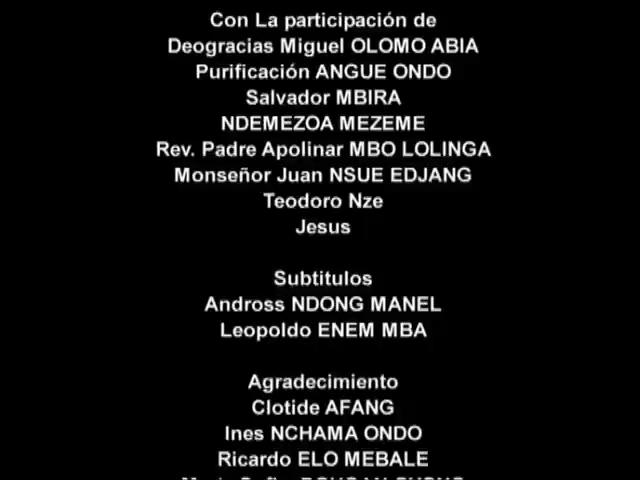 Con La participación de
Deogracias Miguel OLOMO ABIA
Purificación ANGUE ONDO
Salvador MBIRA
NDEMEZOA MEZEME
Rev. Padre Apolinar MBO LOLINGA
Monseñor Juan NSUE EDJANG
Teodoro Nze
Jesus
Subtitulos
Andross NDONG MANEL
Leopoldo ENEM MBA
Agradecimiento
Clotide AFANG
Ines NCHAMA ONDO
Ricardo ELO MEBALE